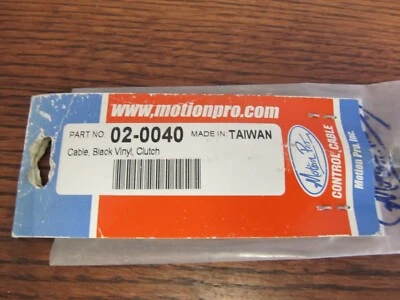 www.motionpro.com
PART NO: 02-0040 MADE IN: TAIWAN
Cable, Black Vinyl, Clutch
Motion Pro
CONTROL CABLE
Motion Pro, Inc.